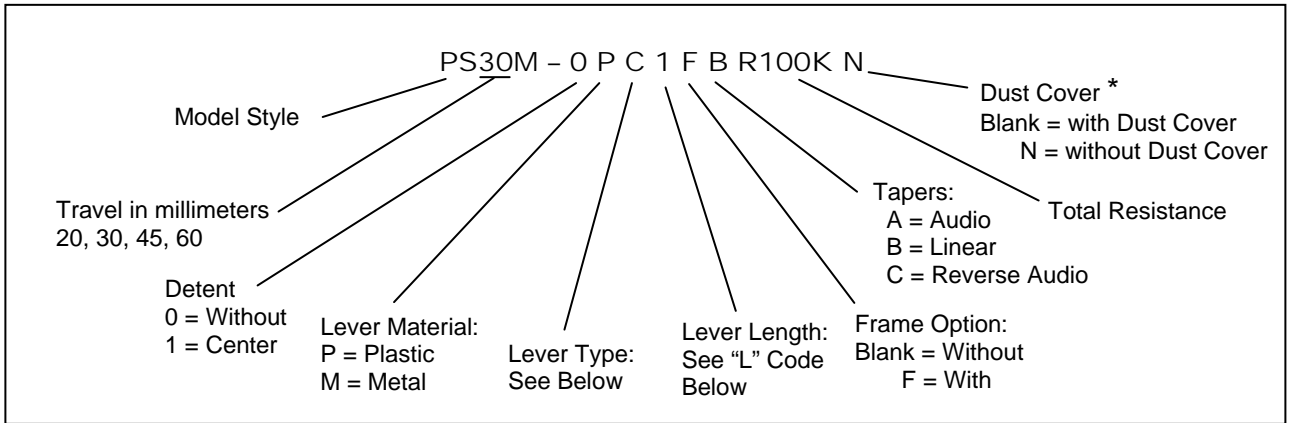 PS30M – 0 P C 1 F B R100K N
Model Style
Travel in millimeters
20, 30, 45, 60
Detent
0 = Without
1 = Center
Lever Material:
P = Plastic
M = Metal
Lever Type:
See Below
Lever Length:
See “L” Code
Below
Frame Option:
Blank = Without
F = With
Tapers:
A = Audio
B = Linear
C = Reverse Audio
Total Resistance
Dust Cover *
Blank = with Dust Cover
N = without Dust Cover